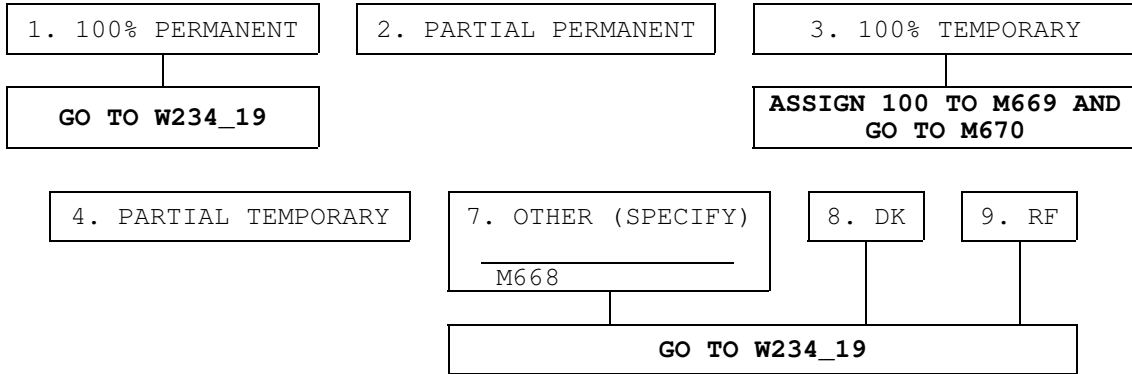 1. 100% PERMANENT
2. PARTIAL PERMANENT
3. 100% TEMPORARY
GO TO W234_19
ASSIGN 100 TO M669 AND
GO TO M670
4. PARTIAL TEMPORARY
7. OTHER (SPECIFY)
8. DK
9. RF
M668
GO TO W234_19